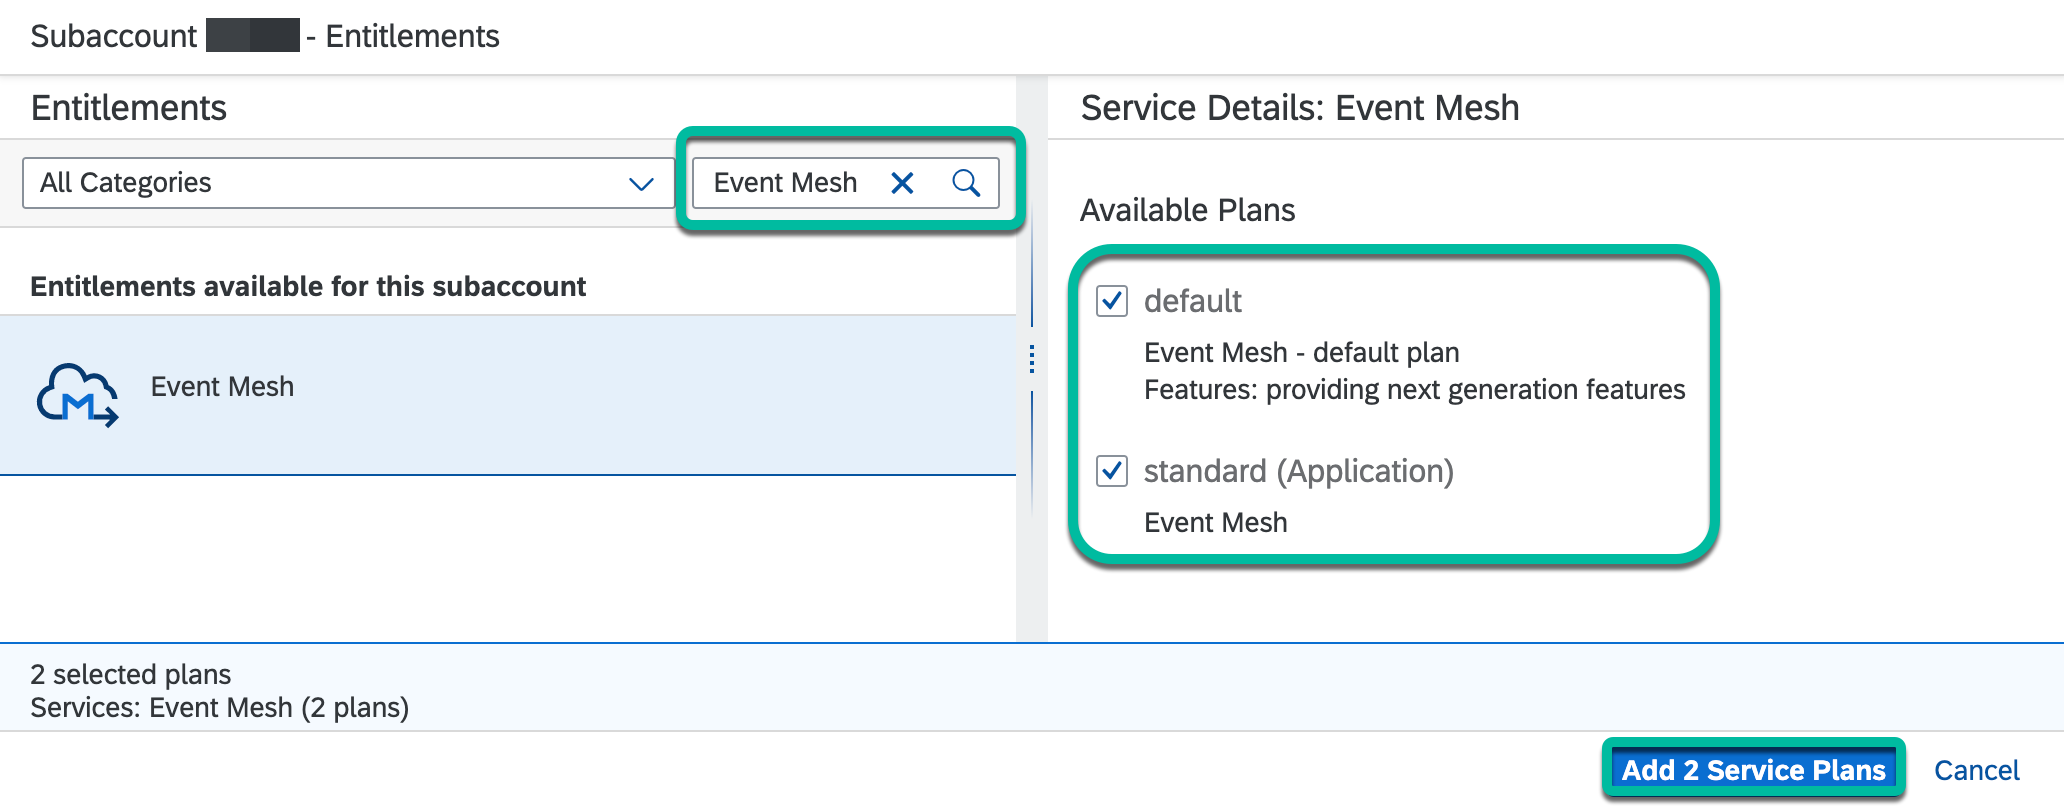 Subaccount - Entitlements
Entitlements
All Categories
Event Mesh
Entitlements available for this subaccount
Event Mesh
Service Details: Event Mesh
Available Plans
default
Event Mesh - default plan
Features: providing next generation features
standard (Application)
Event Mesh
2 selected plans
Services: Event Mesh (2 plans)
Add 2 Service Plans
Cancel